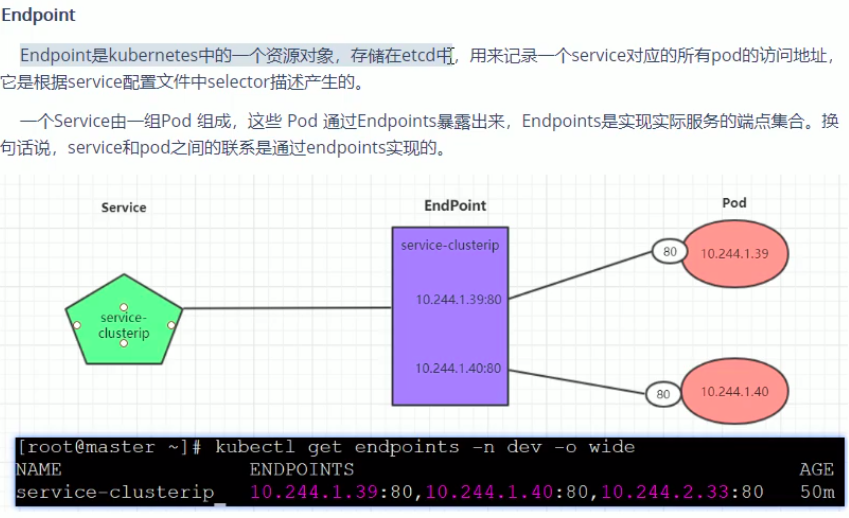 Endpoint
Endpoint是kubernetes中的一个资源对象，存储在etcd中，用来记录一个service对应的所有pod的访问地址，
它是根据service配置文件中selector描述产生的。
一个Service由一组Pod 组成，这些 Pod 通过Endpoints暴露出来，Endpoints是实现实际服务的端点集合。换
句话说，service和pod之间的联系是通过endpoints实现的。
Service
EndPoint
Pod
service-clusterip
80
10.244.1.39
10.244.1.39:80
service-
clusterip
10.244.1.40:80
80
10.244.1.40
[root@master ~]# kubectl get endpoints -n dev -o wide
NAME ENDPOINTS AGE
service-clusterip 10.244.1.39:80,10.244.1.40:80,10.244.2.33:80 50m